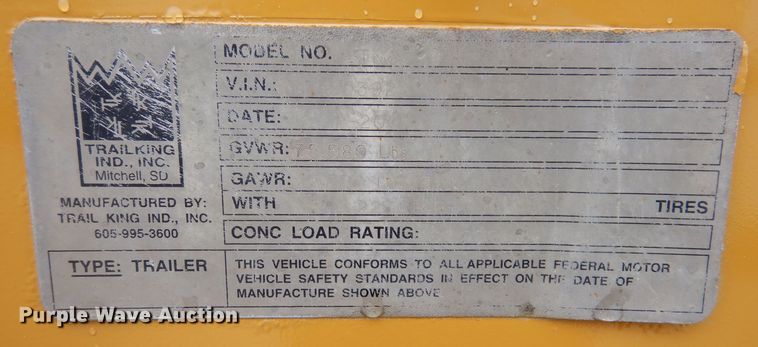 TRAILKING
IND., INC.
Mitchell, SD
MANUFACTURED BY:
TRAIL KING IND., INC.
605-995-3600
TYPE: TRAILER
MODEL NO.
V.I.N.:
DATE:
GVWR:
GAWR:
WITH TIRES
CONC LOAD RATING:
THIS VEHICLE CONFORMS TO ALL APPLICABLE FEDERAL MOTOR
VEHICLE SAFETY STANDARDS IN EFFECT ON THE DATE OF
MANUFACTURE SHOWN ABOVE
Purple Wave Auction